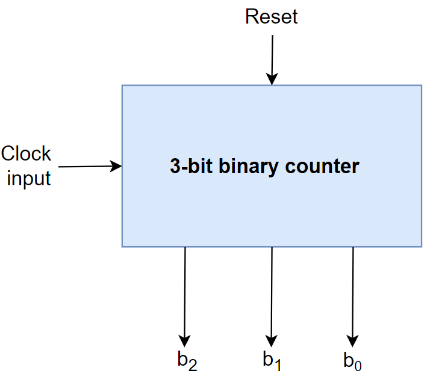 Reset
Clock
input
3-bit binary counter
b₂ b₁ b₀